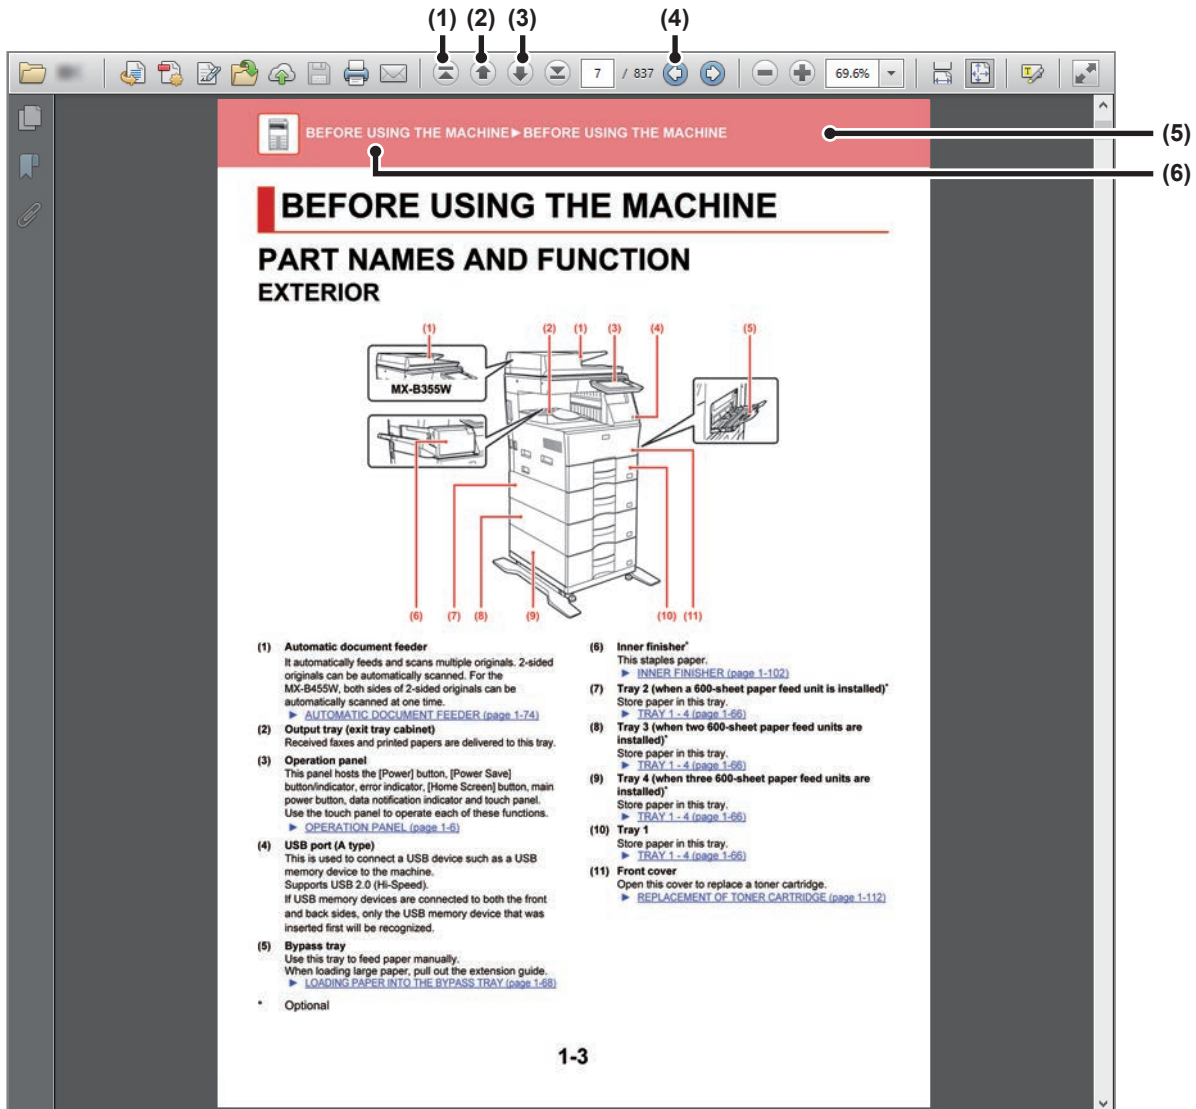 (1) (2) (3) (4)
7 / 837 69.6%
BEFORE USING THE MACHINE►BEFORE USING THE MACHINE
(5)
(6)
BEFORE USING THE MACHINE
PART NAMES AND FUNCTION
EXTERIOR
(1) (2) (1) (3) (4) (5)
MX-B355W
(6) (7) (8) (9) (10) (11)
(1) Automatic document feeder
It automatically feeds and scans multiple originals. 2-sided
originals can be automatically scanned. For the
MX-B455W, both sides of 2-sided originals can be
automatically scanned at one time.
► AUTOMATIC DOCUMENT FEEDER (page 1-74)
(2) Output tray (exit tray cabinet)
Received faxes and printed papers are delivered to this tray.
(3) Operation panel
This panel hosts the [Power] button, [Power Save]
button/indicator, error indicator, [Home Screen] button, main
power button, data notification indicator and touch panel.
Use the touch panel to operate each of these functions.
► OPERATION PANEL (page 1-6)
(4) USB port (A type)
This is used to connect a USB device such as a USB
memory device to the machine.
Supports USB 2.0 (Hi-Speed).
If USB memory devices are connected to both the front
and back sides, only the USB memory device that was
inserted first will be recognized.
(5) Bypass tray
Use this tray to feed paper manually.
When loading large paper, pull out the extension guide.
► LOADING PAPER INTO THE BYPASS TRAY (page 1-68)
* Optional
(6) Inner finisher*
This staples paper.
► INNER FINISHER (page 1-102)
(7) Tray 2 (when a 600-sheet paper feed unit is installed)*
Store paper in this tray.
► TRAY 1 - 4 (page 1-66)
(8) Tray 3 (when two 600-sheet paper feed units are
installed)*
Store paper in this tray.
► TRAY 1 - 4 (page 1-66)
(9) Tray 4 (when three 600-sheet paper feed units are
installed)*
Store paper in this tray.
► TRAY 1 - 4 (page 1-66)
(10) Tray 1
Store paper in this tray.
► TRAY 1 - 4 (page 1-66)
(11) Front cover
Open this cover to replace a toner cartridge.
► REPLACEMENT OF TONER CARTRIDGE (page 1-112)
1-3